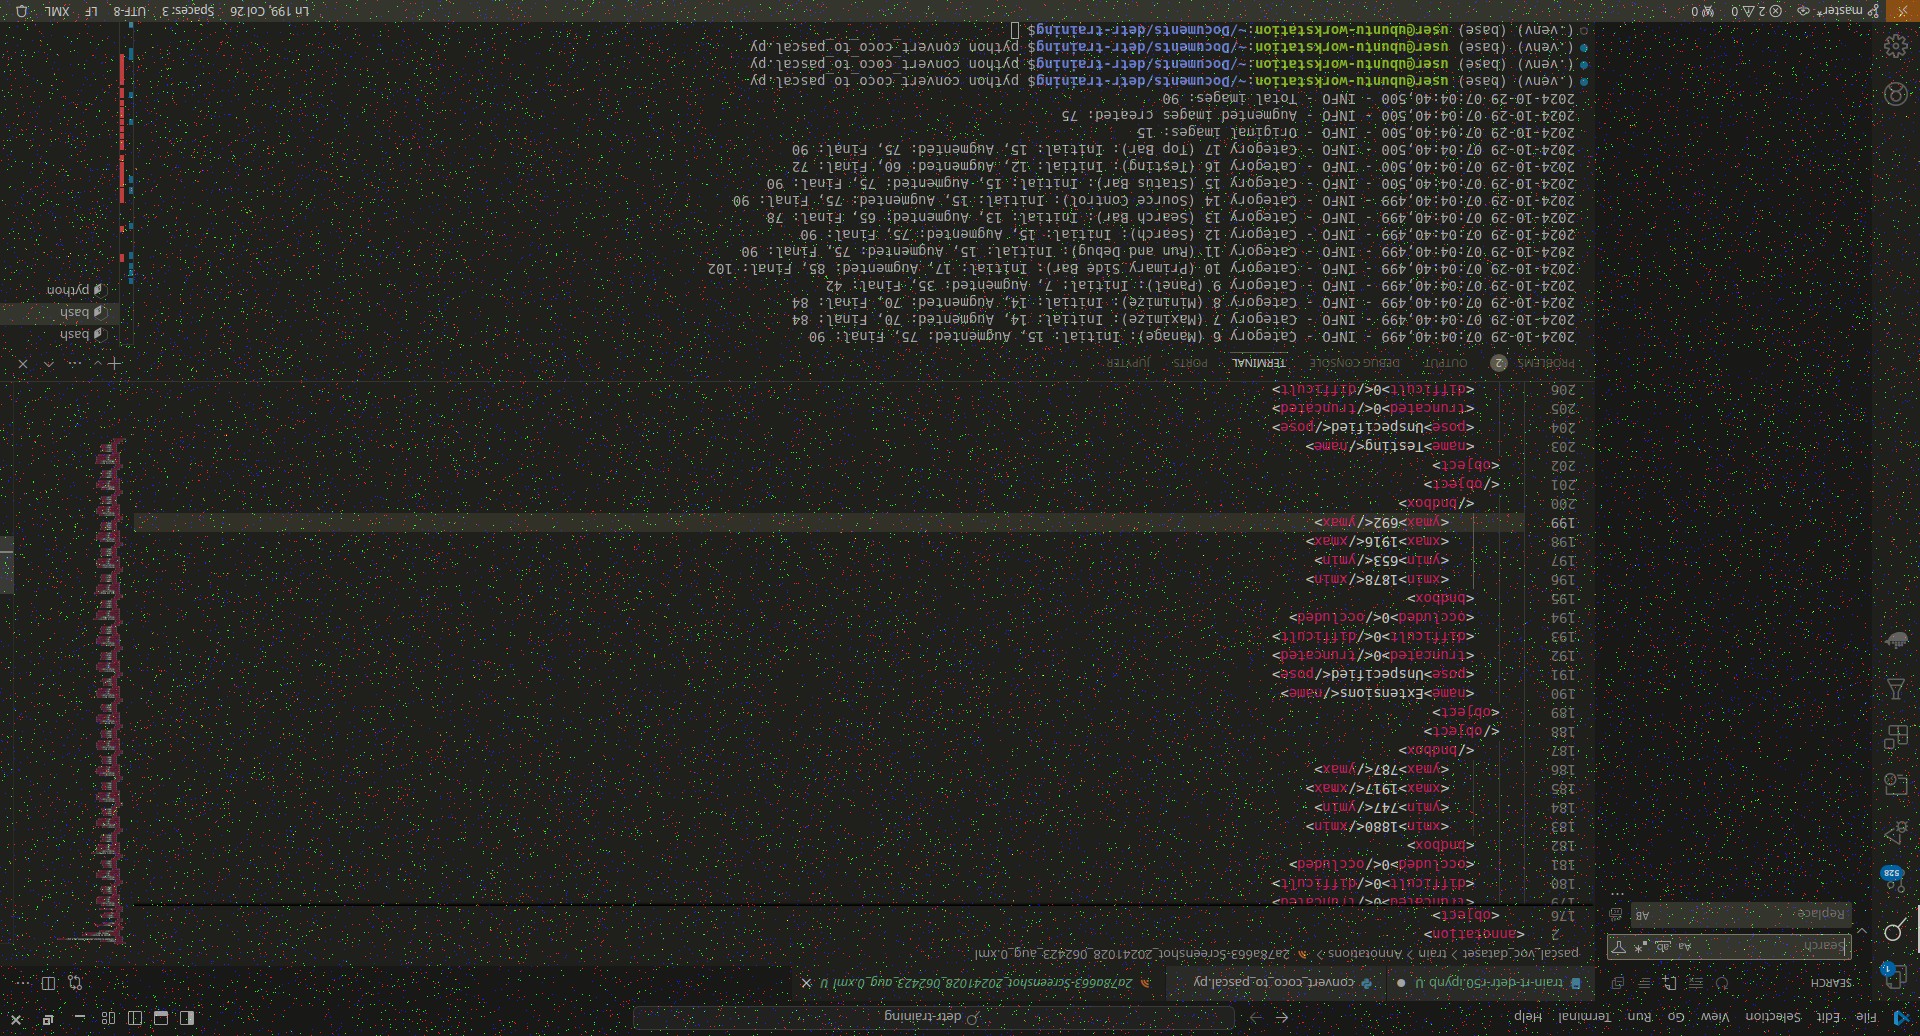 File Edit Selection View Go Run Terminal Help
detr-training
SEARCH
Search
Aa ab
Replace
AB
1
528
train-rt-detr-r50.ipynb U
convert_coco_to_pascal.py
2a78a663-Screenshot_20241028_062423_aug_0.xml U
pascal_voc_dataset > train > Annotations > 2a78a663-Screenshot_20241028_062423_aug_0.xml
2 <annotation>
176 <object>
179 <truncated>0</truncated>
180 <difficult>0</difficult>
181 <occluded>0</occluded>
182 <bndbox>
183 <xmin>1880</xmin>
184 <ymin>747</ymin>
185 <xmax>1917</xmax>
186 <ymax>787</ymax>
187 </bndbox>
188 </object>
189 <object>
190 <name>Extensions</name>
191 <pose>Unspecified</pose>
192 <truncated>0</truncated>
193 <difficult>0</difficult>
194 <occluded>0</occluded>
195 <bndbox>
196 <xmin>1878</xmin>
197 <ymin>653</ymin>
198 <xmax>1916</xmax>
199 <ymax>692</ymax>
200 </bndbox>
201 </object>
202 <object>
203 <name>Testing</name>
204 <pose>Unspecified</pose>
205 <truncated>0</truncated>
206 <difficult>0</difficult>
PROBLEMS 2 OUTPUT DEBUG CONSOLE TERMINAL PORTS JUPYTER
2024-10-29 07:04:40,499 - INFO - Category 6 (Manage): Initial: 15, Augmented: 75, Final: 90
2024-10-29 07:04:40,499 - INFO - Category 7 (Maximize): Initial: 14, Augmented: 70, Final: 84
2024-10-29 07:04:40,499 - INFO - Category 8 (Minimize): Initial: 14, Augmented: 70, Final: 84
2024-10-29 07:04:40,499 - INFO - Category 9 (Panel): Initial: 7, Augmented: 35, Final: 42
2024-10-29 07:04:40,499 - INFO - Category 10 (Primary Side Bar): Initial: 17, Augmented: 85, Final: 102
2024-10-29 07:04:40,499 - INFO - Category 11 (Run and Debug): Initial: 15, Augmented: 75, Final: 90
2024-10-29 07:04:40,499 - INFO - Category 12 (Search): Initial: 15, Augmented: 75, Final: 90
2024-10-29 07:04:40,499 - INFO - Category 13 (Search Bar): Initial: 13, Augmented: 65, Final: 78
2024-10-29 07:04:40,499 - INFO - Category 14 (Source Control): Initial: 15, Augmented: 75, Final: 90
2024-10-29 07:04:40,500 - INFO - Category 15 (Status Bar): Initial: 15, Augmented: 75, Final: 90
2024-10-29 07:04:40,500 - INFO - Category 16 (Testing): Initial: 12, Augmented: 60, Final: 72
2024-10-29 07:04:40,500 - INFO - Category 17 (Top Bar): Initial: 15, Augmented: 75, Final: 90
2024-10-29 07:04:40,500 - INFO - Original images: 15
2024-10-29 07:04:40,500 - INFO - Augmented images created: 75
2024-10-29 07:04:40,500 - INFO - Total images: 90
(.venv) (base) user@ubuntu-workstation:~/Documents/detr-training$ python convert_coco_to_pascal.py
(.venv) (base) user@ubuntu-workstation:~/Documents/detr-training$ python convert_coco_to_pascal.py
(.venv) (base) user@ubuntu-workstation:~/Documents/detr-training$ python convert_coco_to_pascal.py
(.venv) (base) user@ubuntu-workstation:~/Documents/detr-training$
bash
bash
python
master* 2 0 0
Ln 199, Col 26 Spaces: 3 UTF-8 LF XML